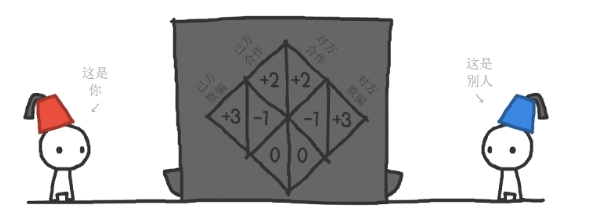 这是
你
↙
己方
合作
对方
合作
己方
欺骗
对方
欺骗
+2 +2
+3 -1 -1 +3
0 0
这是
别人
↘